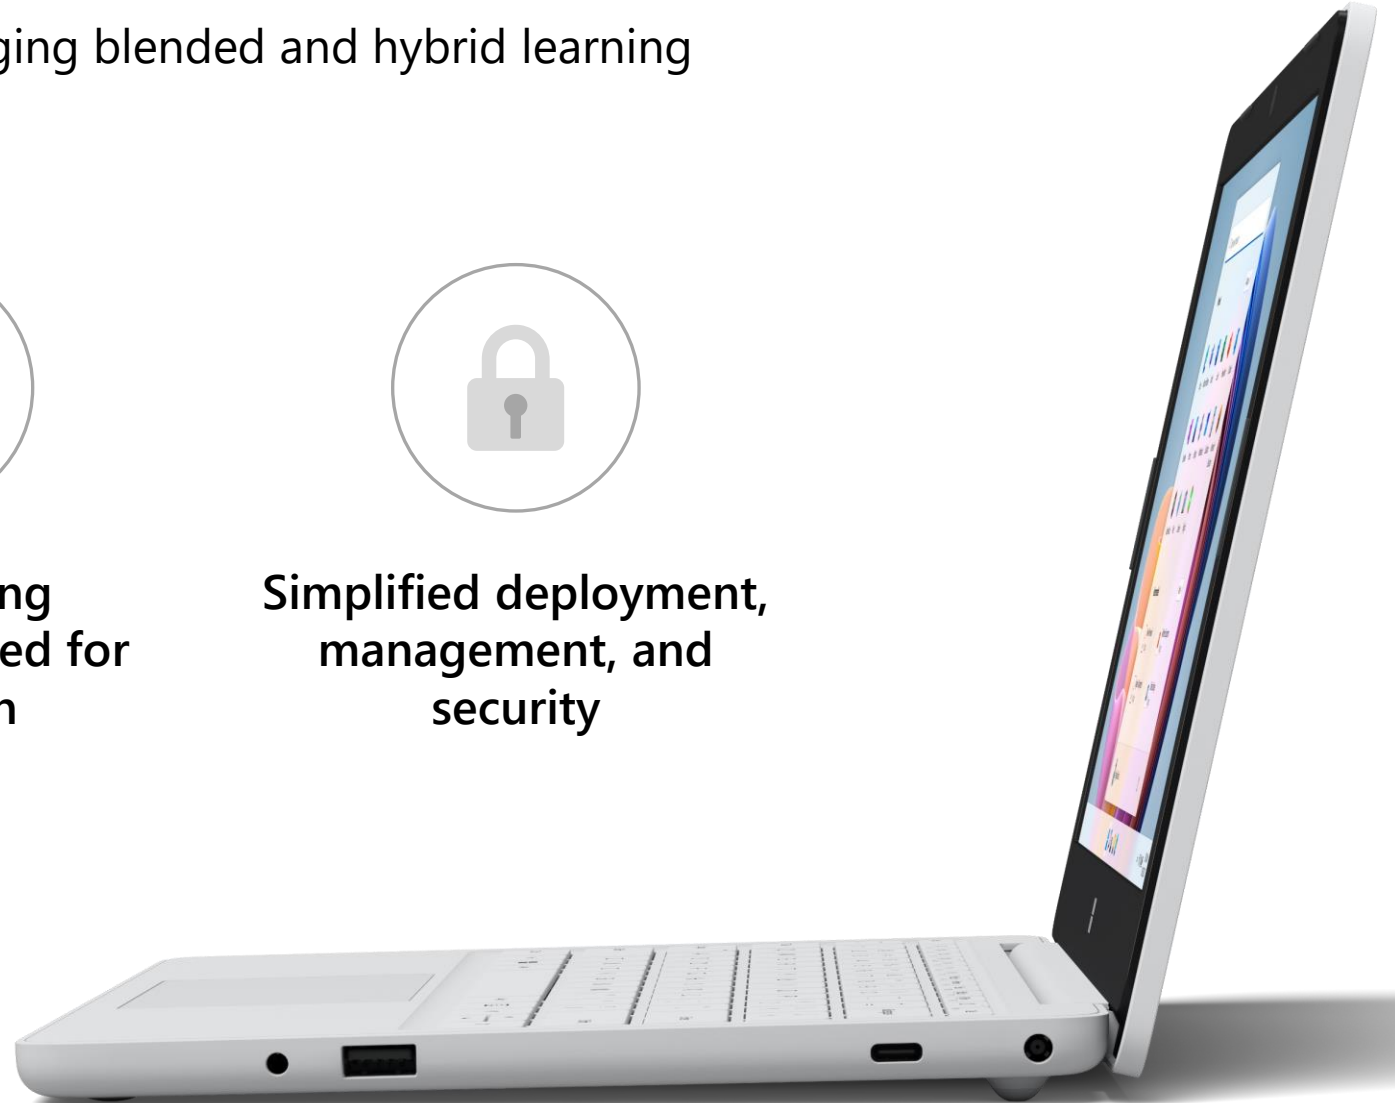 ging blended and hybrid learning
ng
ed for
n
Simplified deployment,
management, and
security